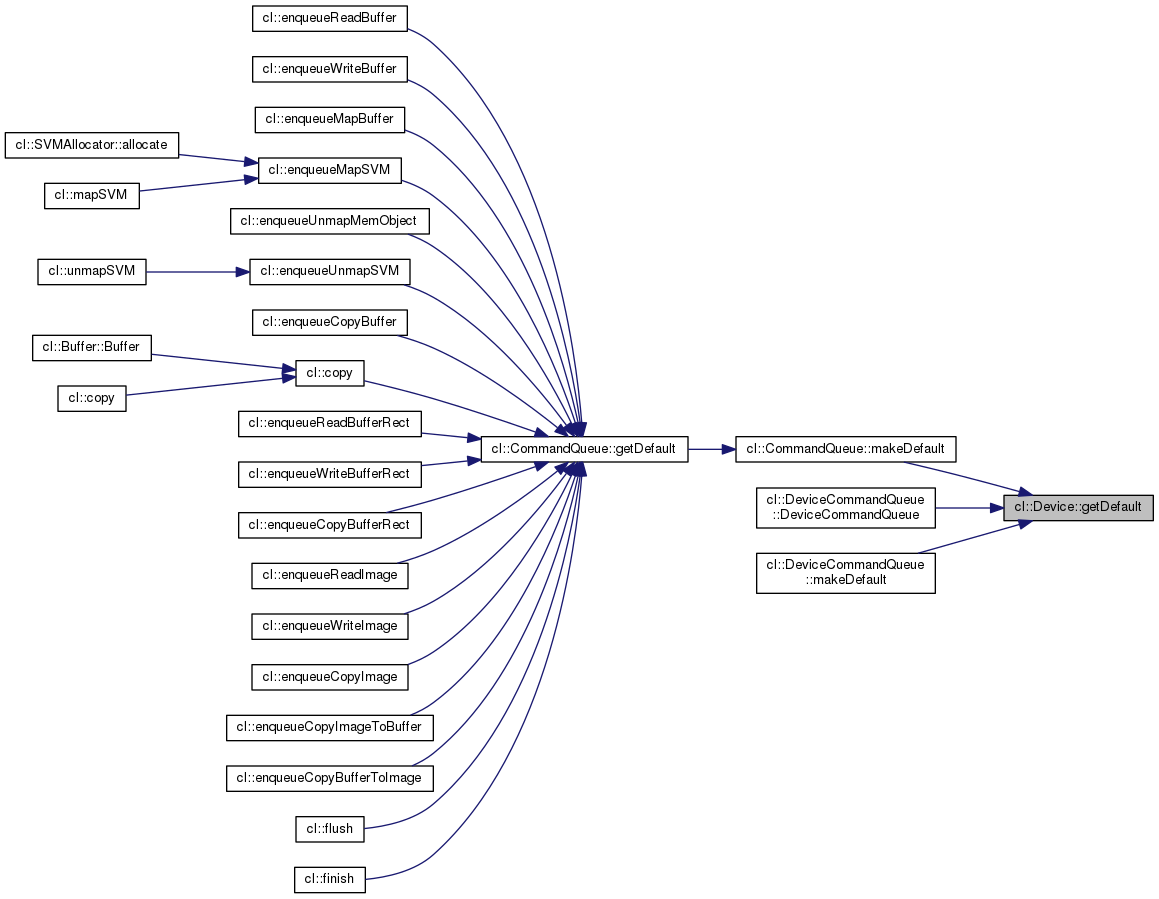 cl::enqueueReadBuffer
cl::enqueueWriteBuffer
cl::enqueueMapBuffer
cl::SVMAllocator::allocate
cl::enqueueMapSVM
cl::mapSVM
cl::enqueueUnmapMemObject
cl::unmapSVM
cl::enqueueUnmapSVM
cl::enqueueCopyBuffer
cl::Buffer::Buffer
cl::copy
cl::copy
cl::enqueueReadBufferRect
cl::CommandQueue::getDefault
cl::CommandQueue::makeDefault
cl::enqueueWriteBufferRect
cl::DeviceCommandQueue
::DeviceCommandQueue
cl::Device::getDefault
cl::enqueueCopyBufferRect
cl::DeviceCommandQueue
::makeDefault
cl::enqueueReadImage
cl::enqueueWriteImage
cl::enqueueCopyImage
cl::enqueueCopyImageToBuffer
cl::enqueueCopyBufferToImage
cl::flush
cl::finish